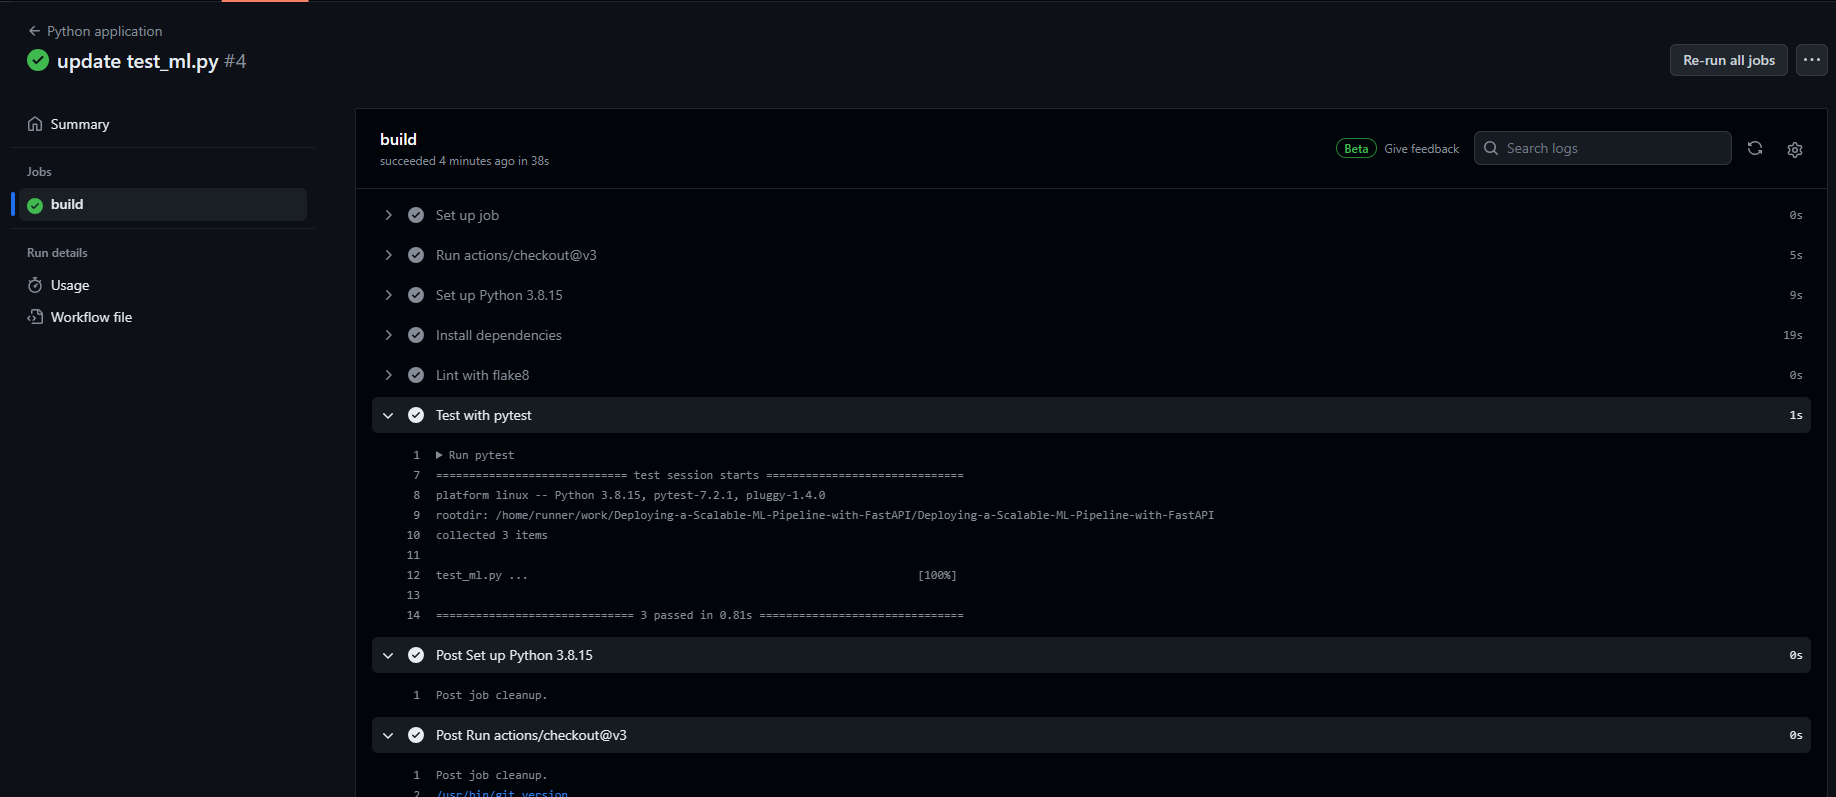 Python application
update test_ml.py #4
Re-run all jobs
Summary
Jobs
build
Run details
Usage
Workflow file
build
succeeded 4 minutes ago in 38s
Beta Give feedback
Search logs
Set up job 0s
Run actions/checkout@v3 5s
Set up Python 3.8.15 9s
Install dependencies 19s
Lint with flake8 0s
Test with pytest 1s
1 Run pytest
7 ============================= test session starts ==============================
8 platform linux -- Python 3.8.15, pytest-7.2.1, pluggy-1.4.0
9 rootdir: /home/runner/work/Deploying-a-Scalable-ML-Pipeline-with-FastAPI/Deploying-a-Scalable-ML-Pipeline-with-FastAPI
10 collected 3 items
11
12 test_ml.py ... [100%]
13
14 ============================== 3 passed in 0.81s ===============================
Post Set up Python 3.8.15 0s
1 Post job cleanup.
Post Run actions/checkout@v3 0s
1 Post job cleanup.
2 /usr/bin/git version